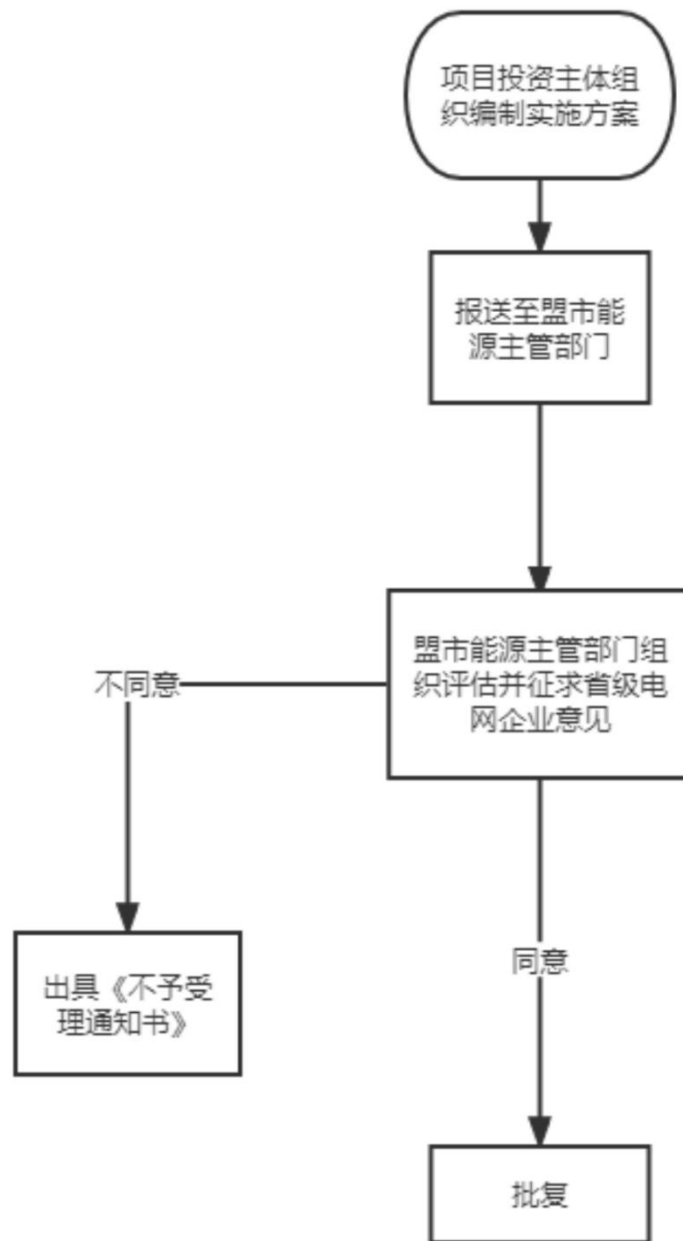 项目投资主体组
织编制实施方案
报送至盟市能
源主管部门
盟市能源主管部门组
织评估并征求省级电
网企业意见
不同意
出具《不予受
理通知书》
同意
批复